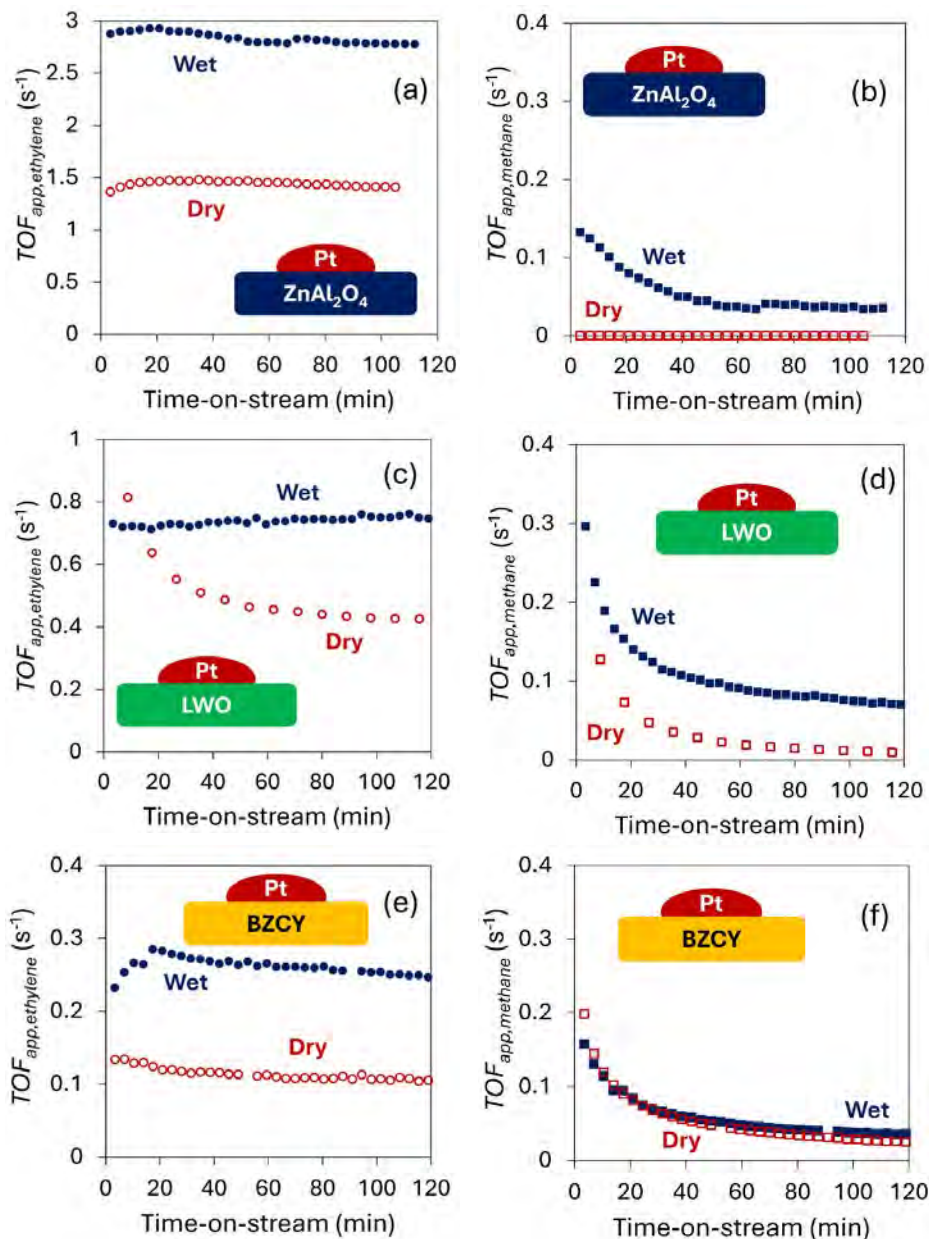 3
2.5
2
1.5
1
0.5
0
TOF_app,ethylene (s⁻¹)
Wet
(a)
Dry
Pt
ZnAl₂O₄
0 20 40 60 80 100 120
Time-on-stream (min)
0.4
0.3
0.2
0.1
0
TOF_app,methane (s⁻¹)
Pt
ZnAl₂O₄
(b)
Wet
Dry
0 20 40 60 80 100 120
Time-on-stream (min)
1
0.8
0.6
0.4
0.2
0
TOF_app,ethylene (s⁻¹)
Wet
(c)
Dry
Pt
LWO
0 20 40 60 80 100 120
Time-on-stream (min)
0.4
0.3
0.2
0.1
0
TOF_app,methane (s⁻¹)
Pt
LWO
(d)
Wet
Dry
0 20 40 60 80 100 120
Time-on-stream (min)
0.4
0.3
0.2
0.1
0
TOF_app,ethylene (s⁻¹)
Pt
BZCY
(e)
Wet
Dry
0 20 40 60 80 100 120
Time-on-stream (min)
0.4
0.3
0.2
0.1
0
TOF_app,methane (s⁻¹)
Pt
BZCY
(f)
Wet
Dry
0 20 40 60 80 100 120
Time-on-stream (min)